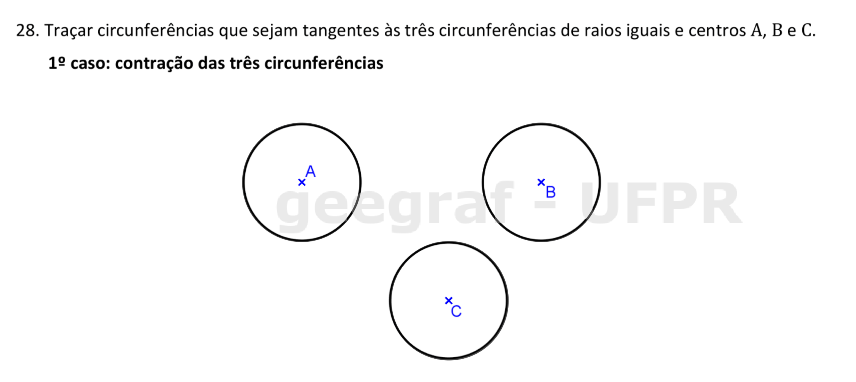 28. Traçar circunferências que sejam tangentes às três circunferências de raios iguais e centros A, B e C.
1º caso: contração das três circunferências
A
B
geegraf - UFPR
C